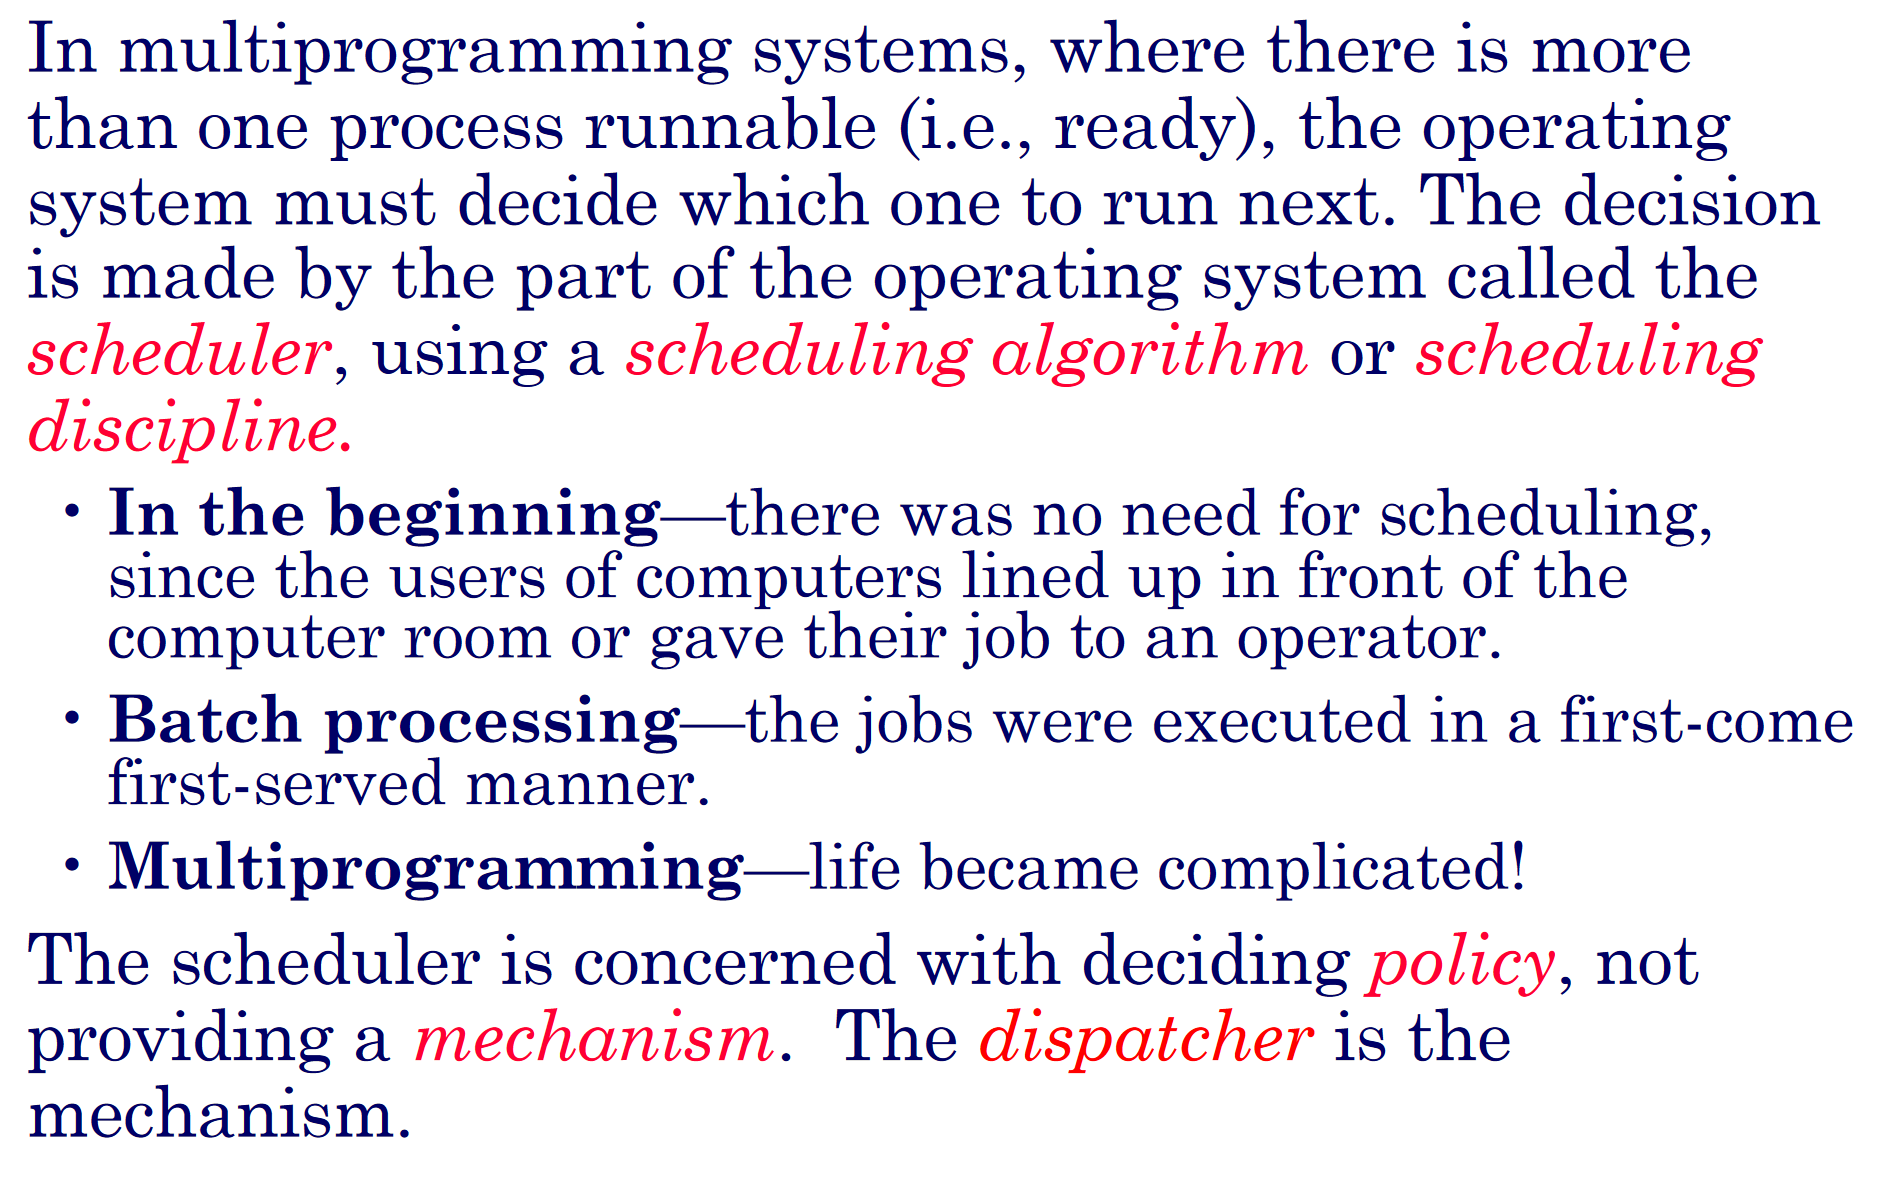 In multiprogramming systems, where there is more
than one process runnable (i.e., ready), the operating
system must decide which one to run next. The decision
is made by the part of the operating system called the
scheduler, using a scheduling algorithm or scheduling
discipline.
• In the beginning—there was no need for scheduling,
since the users of computers lined up in front of the
computer room or gave their job to an operator.
• Batch processing—the jobs were executed in a first-come
first-served manner.
• Multiprogramming—life became complicated!
The scheduler is concerned with deciding policy, not
providing a mechanism. The dispatcher is the
mechanism.